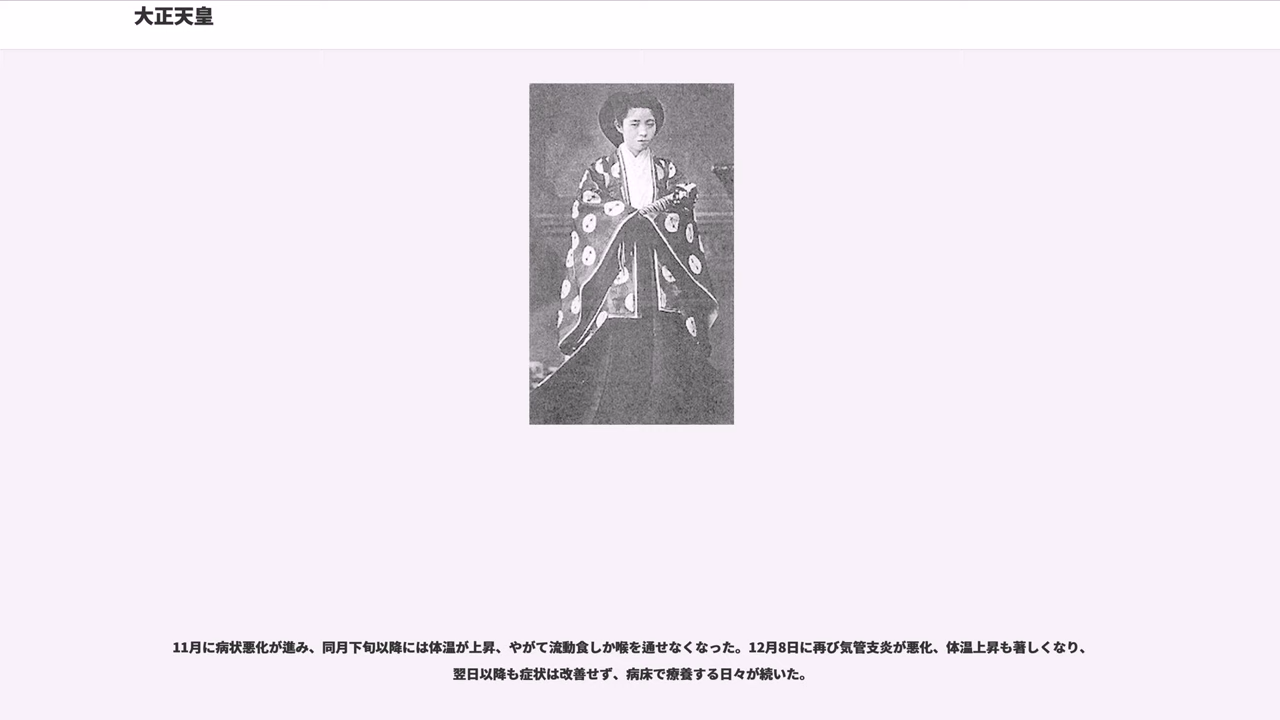 大正天皇
11月に病状悪化が進み、同月下旬以降には体温が上昇、やがて流動食しか喉を通せなくなった。12月8日に再び気管支炎が悪化、体温上昇も著しくなり、
翌日以降も症状は改善せず、病床で療養する日々が続いた。